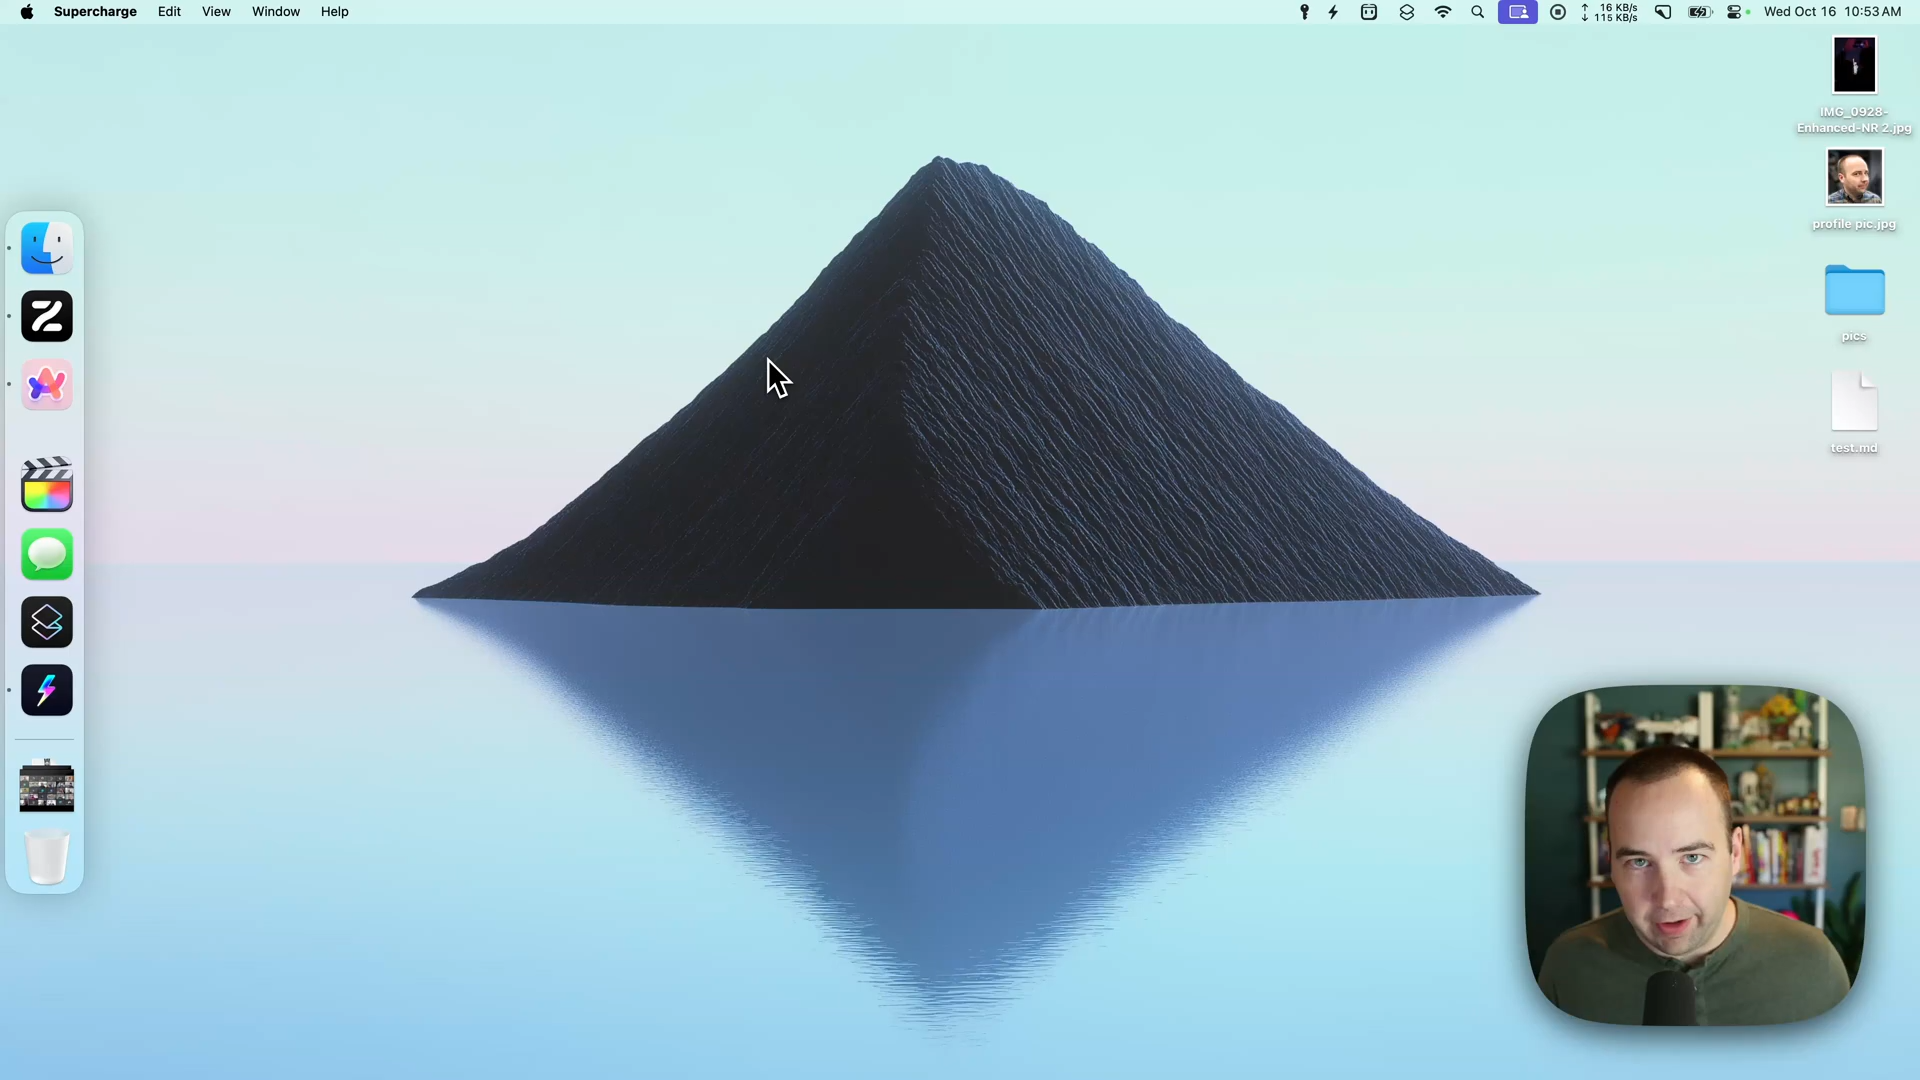 Supercharge Edit View Window Help
16 KB/s
115 KB/s
Wed Oct 16 10:53 AM
IMG_0928-
Enhanced-NR 2.jpg
profile pic.jpg
pics
test.md